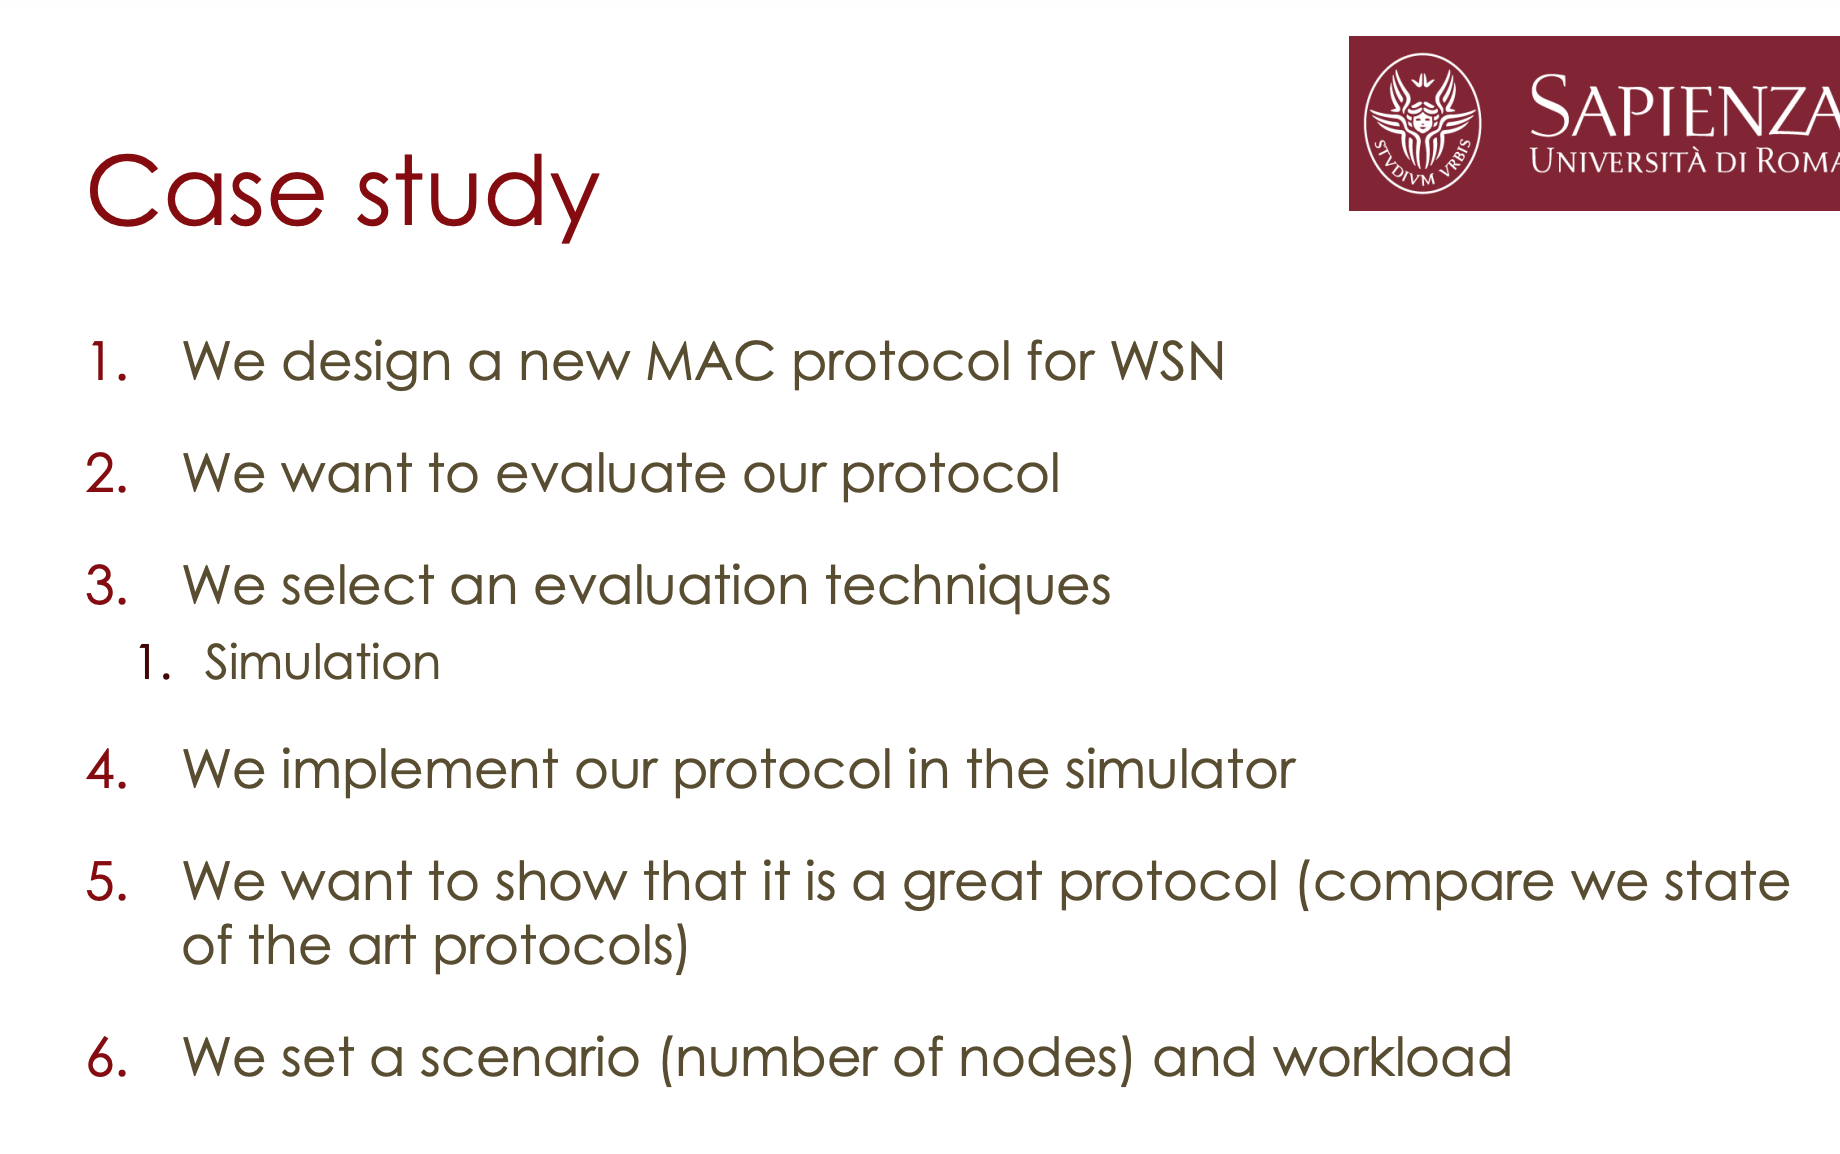 SAPIENZA
UNIVERSITÀ DI ROMA
STVDIVM VRBIS
Case study
1. We design a new MAC protocol for WSN
2. We want to evaluate our protocol
3. We select an evaluation techniques
1. Simulation
4. We implement our protocol in the simulator
5. We want to show that it is a great protocol (compare we state
of the art protocols)
6. We set a scenario (number of nodes) and workload